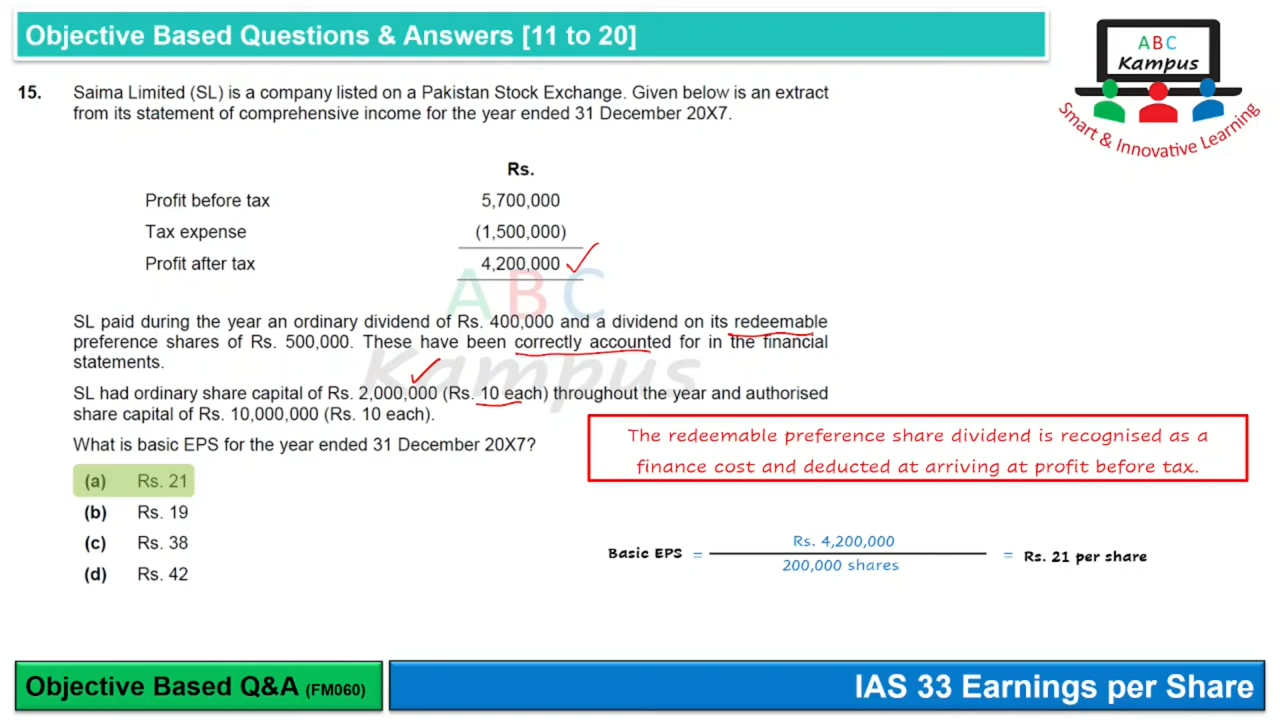 Objective Based Questions & Answers [11 to 20]
ABC
Kampus
Smart & Innovative Learning
15. Saima Limited (SL) is a company listed on a Pakistan Stock Exchange. Given below is an extract
from its statement of comprehensive income for the year ended 31 December 20X7.
Rs.
Profit before tax 5,700,000
Tax expense (1,500,000)
Profit after tax 4,200,000
ABC
Kampus
SL paid during the year an ordinary dividend of Rs. 400,000 and a dividend on its redeemable
preference shares of Rs. 500,000. These have been correctly accounted for in the financial
statements.
SL had ordinary share capital of Rs. 2,000,000 (Rs. 10 each) throughout the year and authorised
share capital of Rs. 10,000,000 (Rs. 10 each).
What is basic EPS for the year ended 31 December 20X7?
(a) Rs. 21
(b) Rs. 19
(c) Rs. 38
(d) Rs. 42
The redeemable preference share dividend is recognised as a
finance cost and deducted at arriving at profit before tax.
Rs. 4,200,000
Basic EPS = = Rs. 21 per share
200,000 shares
Objective Based Q&A (FM060)
IAS 33 Earnings per Share